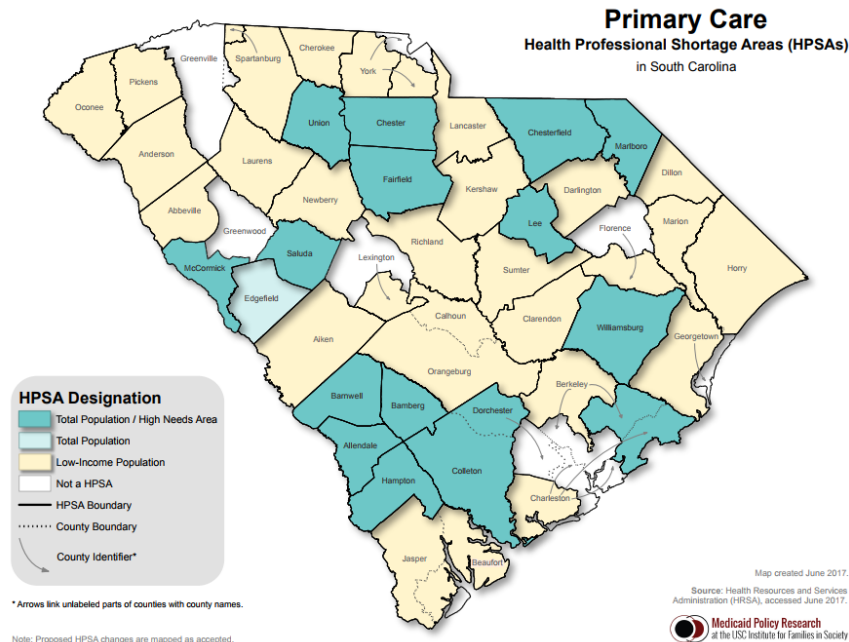 Primary Care
Health Professional Shortage Areas (HPSAs)
in South Carolina
Cherokee
Greenville
Spartanburg
York
Pickens
Oconee
Union
Chester
Lancaster
Chesterfield
Marlboro
Anderson
Laurens
Fairfield
Kershaw
Dillon
Darlington
Newberry
Abbeville
Lee
Marion
Greenwood
Florence
Richland
Saluda
Lexington
McCormick
Sumter
Horry
Edgefield
Calhoun
Clarendon
Williamsburg
Aiken
Georgetown
Orangeburg
Berkeley
Barnwell
Bamberg
Dorchester
Allendale
Colleton
Hampton
Charleston
Jasper
Beaufort
HPSA Designation
Total Population / High Needs Area
Total Population
Low-Income Population
Not a HPSA
HPSA Boundary
County Boundary
County Identifier*
* Arrows link unlabeled parts of counties with county names.
Note: Proposed HPSA changes are mapped as accepted.
Map created June 2017.
Source: Health Resources and Services
Administration (HRSA), accessed June 2017.
Medicaid Policy Research
at the USC Institute for Families in Society